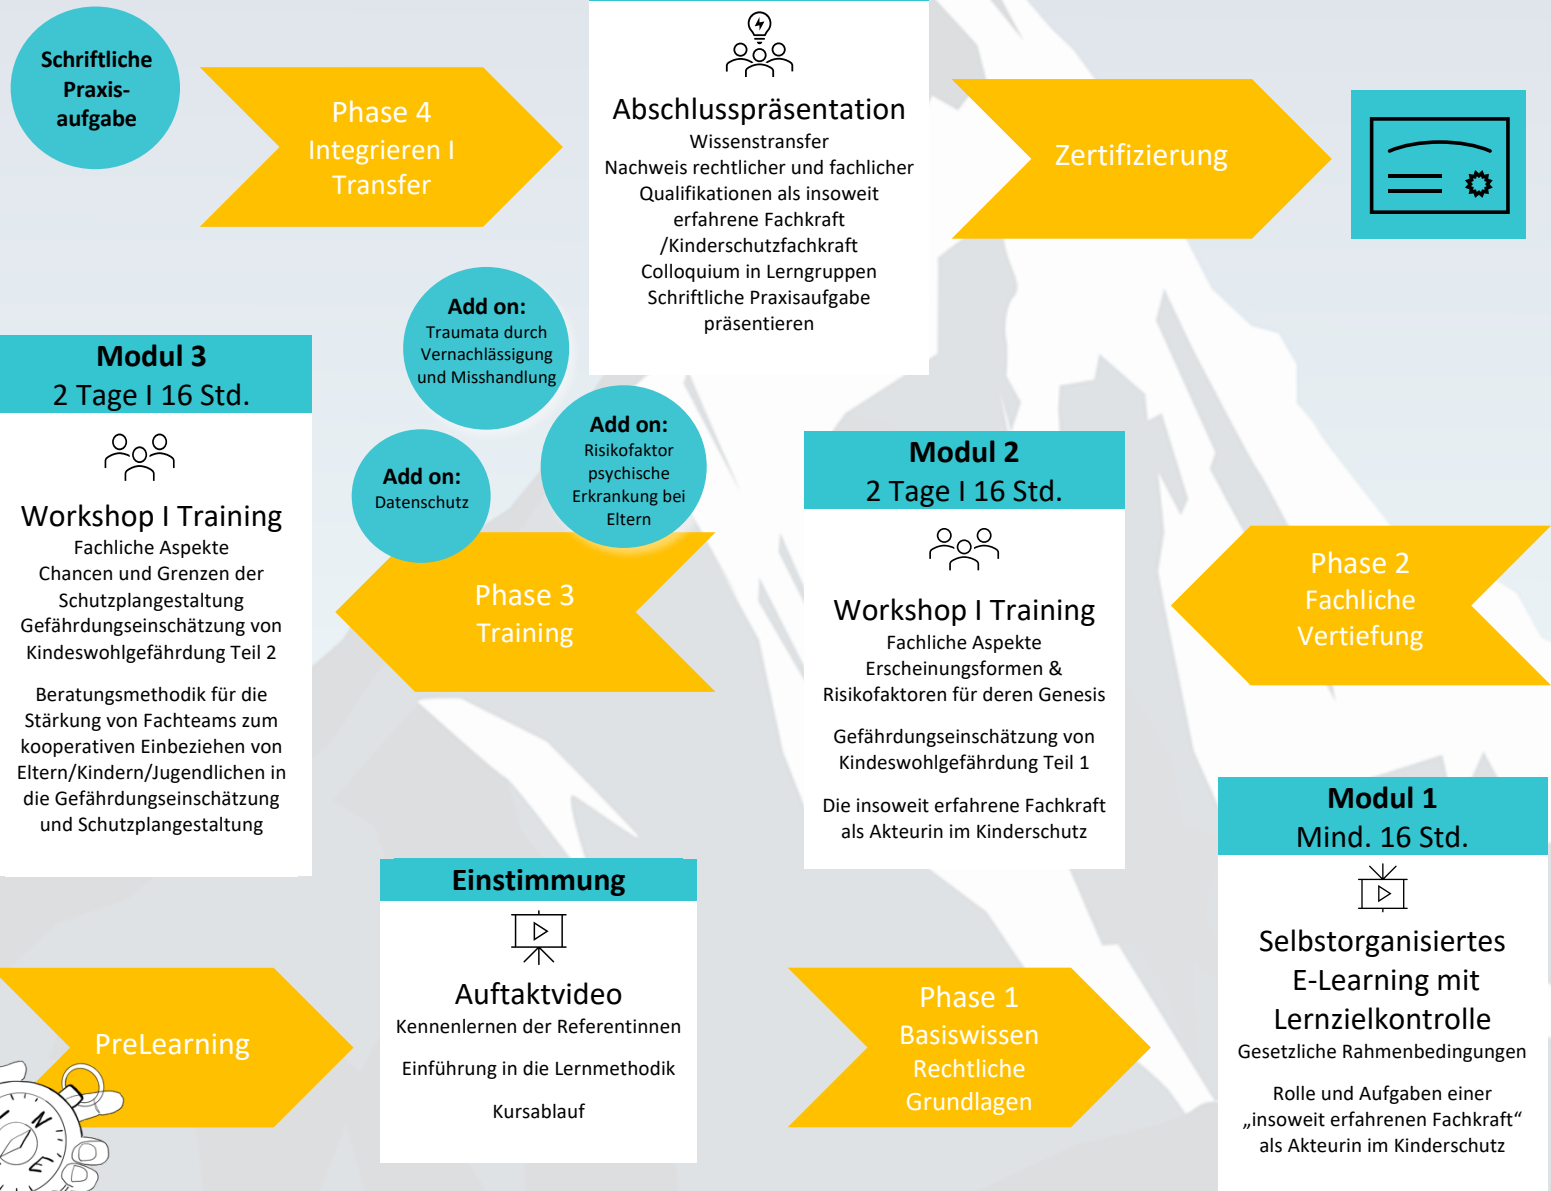 Schriftliche
Praxis-
aufgabe
Phase 4
Integrieren I
Transfer
Abschlusspräsentation
Wissenstransfer
Nachweis rechtlicher und fachlicher
Qualifikationen als insoweit
erfahrene Fachkraft
/Kinderschutzfachkraft
Colloquium in Lerngruppen
Schriftliche Praxisaufgabe
präsentieren
Zertifizierung
Modul 3
2 Tage I 16 Std.
Workshop I Training
Fachliche Aspekte
Chancen und Grenzen der
Schutzplangestaltung
Gefährdungseinschätzung von
Kindeswohlgefährdung Teil 2
Beratungsmethodik für die
Stärkung von Fachteams zum
kooperativen Einbeziehen von
Eltern/Kindern/Jugendlichen in
die Gefährdungseinschätzung
und Schutzplangestaltung
Add on:
Traumata durch
Vernachlässigung
und Misshandlung
Add on:
Risikofaktor
psychische
Erkrankung bei
Eltern
Add on:
Datenschutz
Phase 3
Training
Modul 2
2 Tage I 16 Std.
Workshop I Training
Fachliche Aspekte
Erscheinungsformen &
Risikofaktoren für deren Genesis
Gefährdungseinschätzung von
Kindeswohlgefährdung Teil 1
Die insoweit erfahrene Fachkraft
als Akteurin im Kinderschutz
Phase 2
Fachliche
Vertiefung
PreLearning
N
E
Einstimmung
Auftaktvideo
Kennenlernen der Referentinnen
Einführung in die Lernmethodik
Kursablauf
Phase 1
Basiswissen
Rechtliche
Grundlagen
Modul 1
Mind. 16 Std.
Selbstorganisiertes
E-Learning mit
Lernzielkontrolle
Gesetzliche Rahmenbedingungen
Rolle und Aufgaben einer
„insoweit erfahrenen Fachkraft“
als Akteurin im Kinderschutz